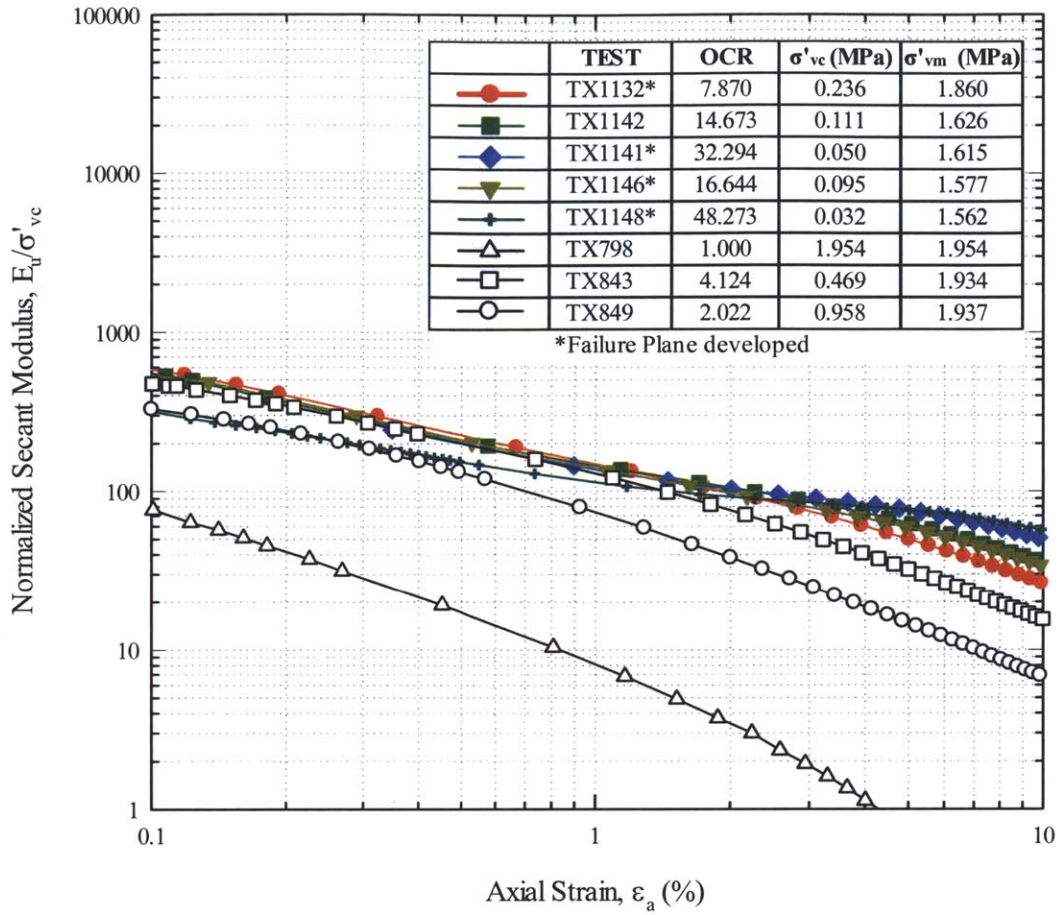 100000
10000
1000
100
10
1
Normalized Secant Modulus, Eu/σ'vc
TEST OCR σ'vc (MPa) σ'vm (MPa)
TX1132* 7.870 0.236 1.860
TX1142 14.673 0.111 1.626
TX1141* 32.294 0.050 1.615
TX1146* 16.644 0.095 1.577
TX1148* 48.273 0.032 1.562
TX798 1.000 1.954 1.954
TX843 4.124 0.469 1.934
TX849 2.022 0.958 1.937
*Failure Plane developed
0.1 1 10
Axial Strain, εa (%)